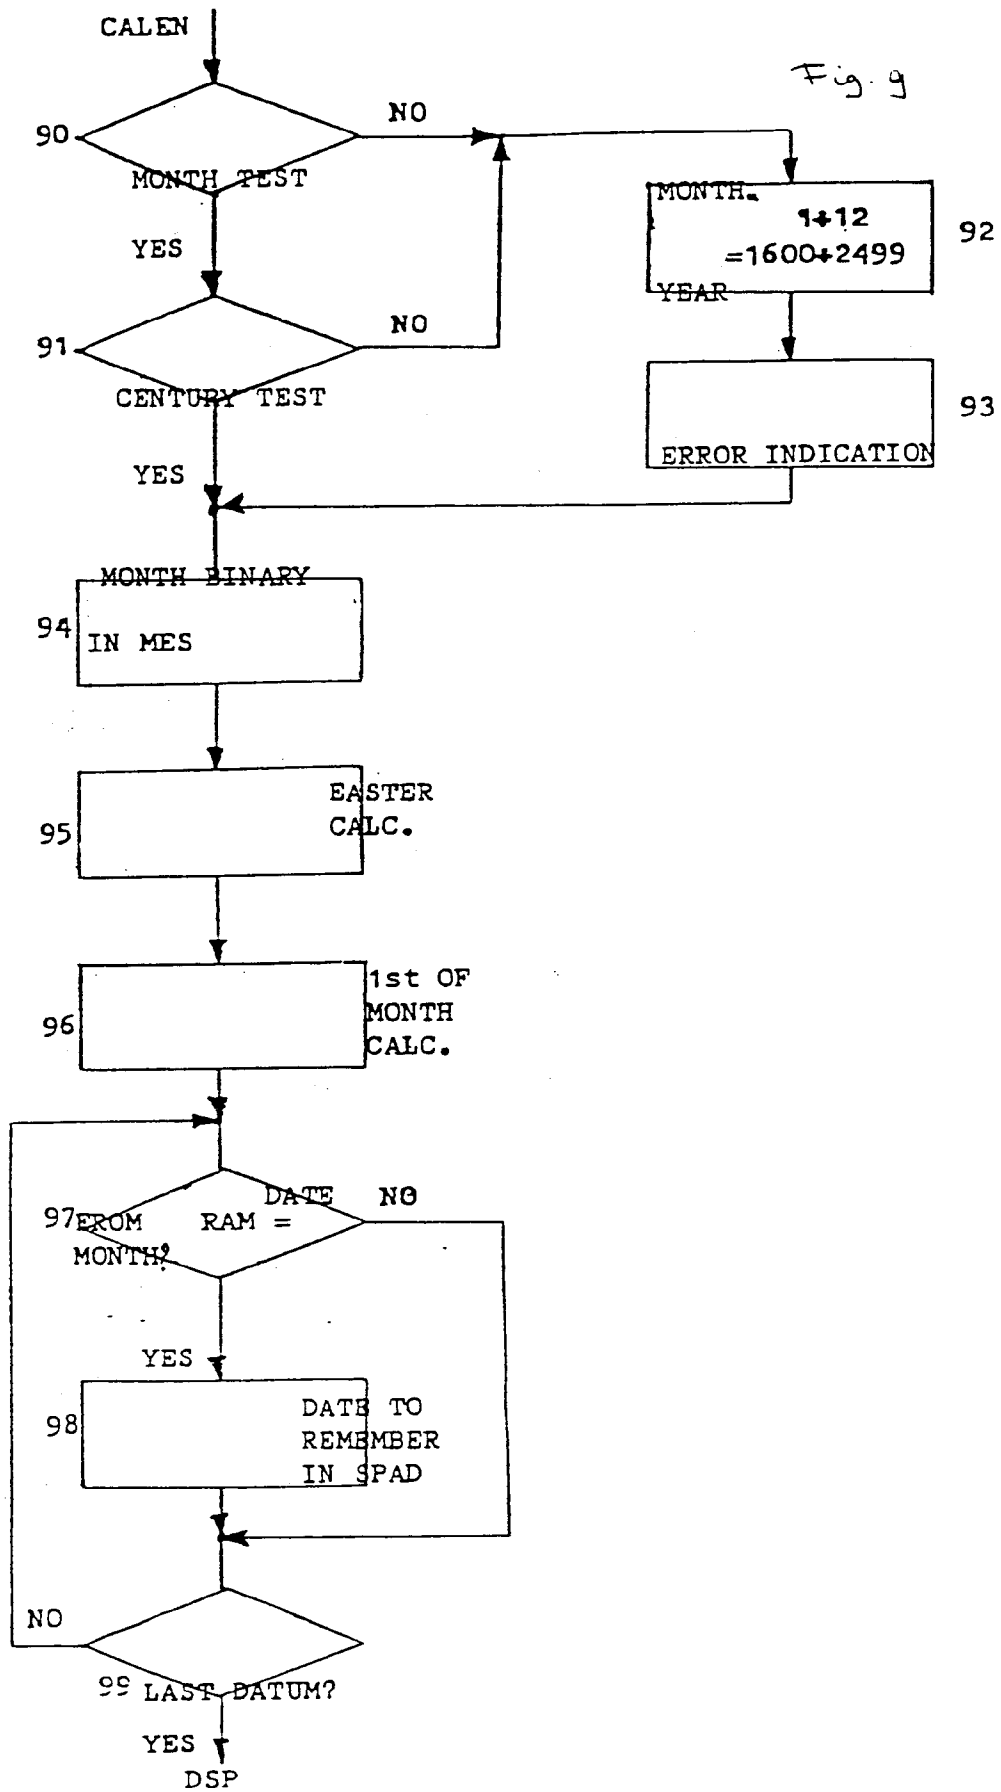 CALEN
Fig. 9
NO
90
MONTH TEST
MONTH.
1÷12
92
YES
=1600÷2499
YEAR
NO
91
CENTURY TEST
93
ERROR INDICATION
YES
MONTH BINARY
94
IN MES
EASTER
95
CALC.
1st OF
MONTH
96
CALC.
DATE NO
97 FROM RAM =
MONTH?
YES
98
DATE TO
REMEMBER
IN SPAD
NO
99 LAST DATUM?
YES
DSP